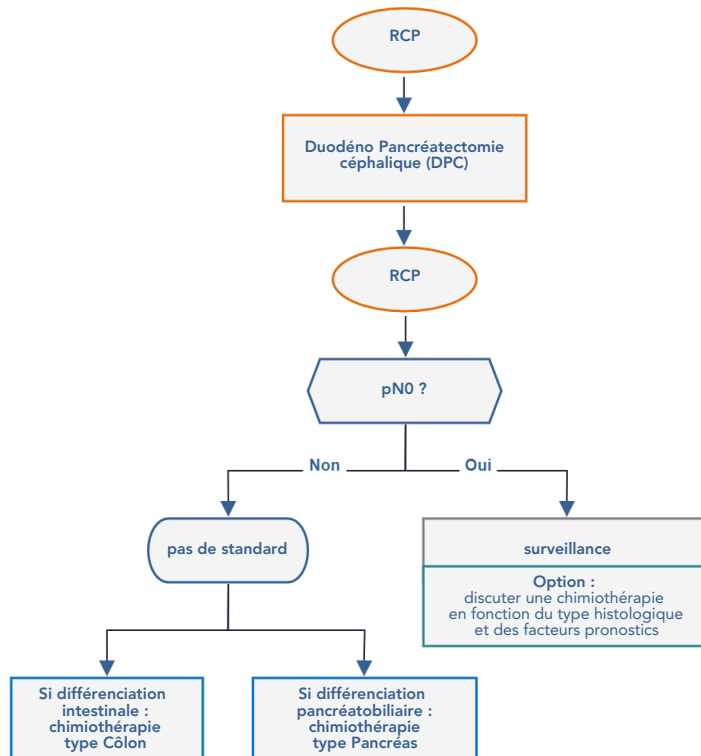 RCP
Duodéno Pancréatectomie
céphalique (DPC)
RCP
pN0 ?
Non
Oui
pas de standard
surveillance
Option :
discuter une chimiothérapie
en fonction du type histologique
et des facteurs pronostics
Si différenciation
intestinale :
chimiothérapie
type Côlon
Si différenciation
pancréatobiliaire :
chimiothérapie
type Pancréas